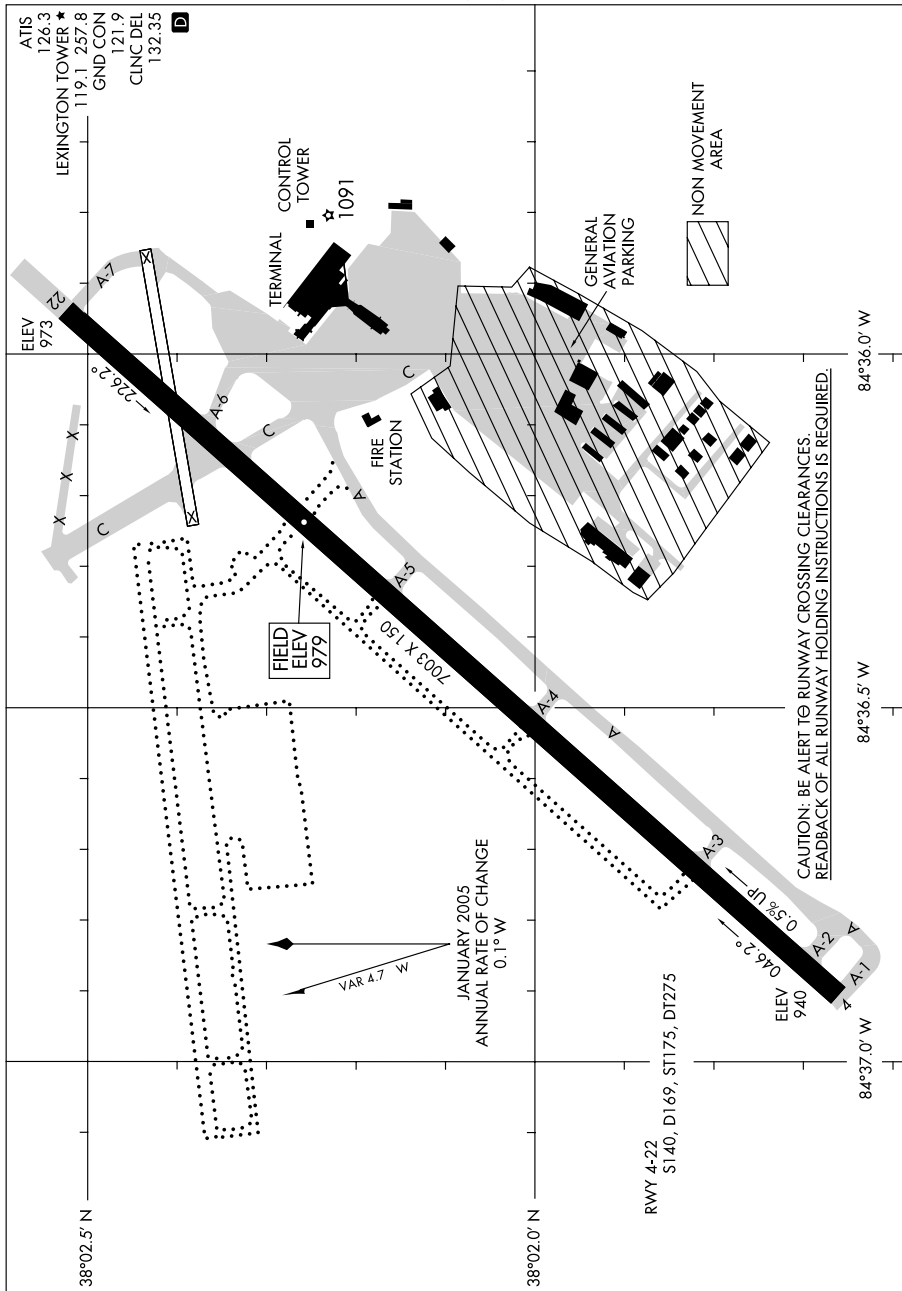 ATIS
126.3
LEXINGTON TOWER ★
119.1 257.8
GND CON
121.9
CLNC DEL
132.35
D
ELEV
973
22
A-7
X
226.2°
A-6
X
X
X
X
C
C
CONTROL
TOWER
TERMINAL
1091
C
FIRE
STATION
GENERAL
AVIATION
PARKING
NON MOVEMENT
AREA
A
A-5
FIELD
ELEV
979
7003 X 150
A-4
A
A-3
0.5% UP
046.2°
A-2
A
A-1
4
ELEV
940
JANUARY 2005
ANNUAL RATE OF CHANGE
0.1° W
VAR 4.7 W
CAUTION: BE ALERT TO RUNWAY CROSSING CLEARANCES.
READBACK OF ALL RUNWAY HOLDING INSTRUCTIONS IS REQUIRED.
RWY 4-22
S140, D169, ST175, DT275
38°02.5' N
38°02.0' N
84°37.0' W
84°36.5' W
84°36.0' W